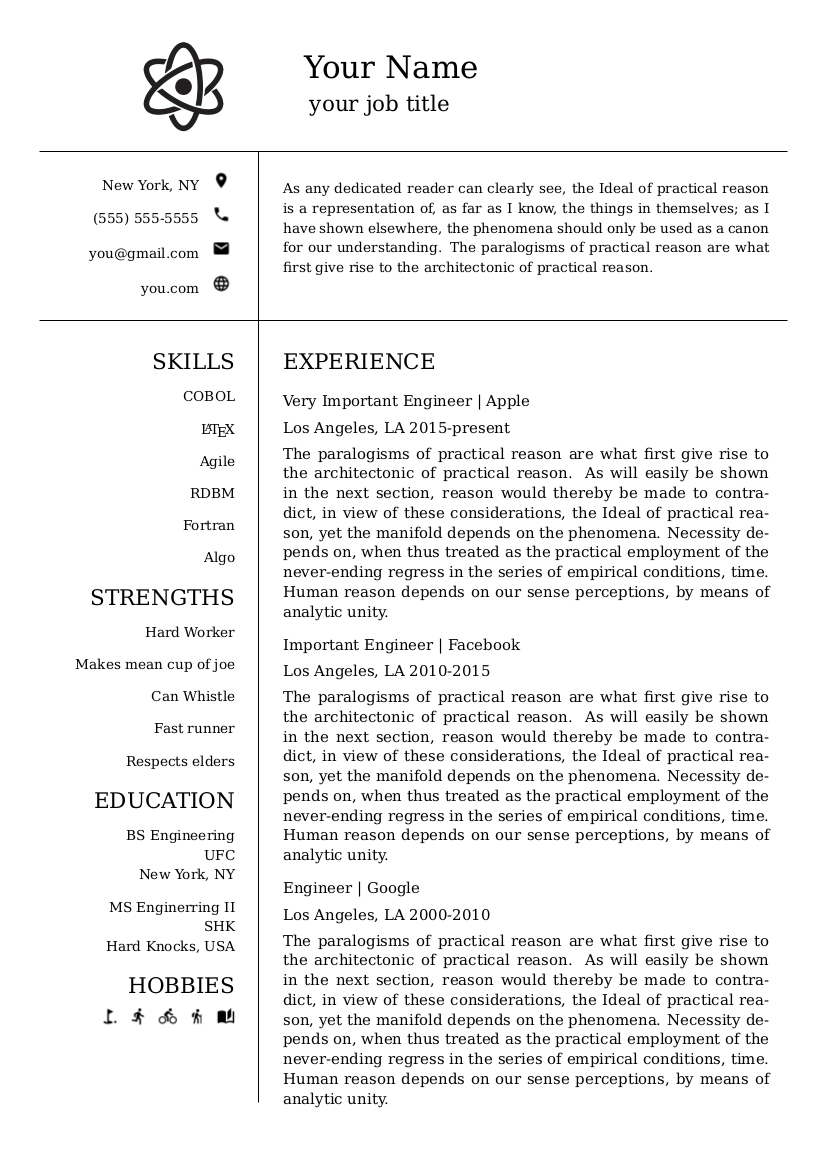 Your Name
your job title
New York, NY
(555) 555-5555
you@gmail.com
you.com
As any dedicated reader can clearly see, the Ideal of practical reason
is a representation of, as far as I know, the things in themselves; as I
have shown elsewhere, the phenomena should only be used as a canon
for our understanding. The paralogisms of practical reason are what
first give rise to the architectonic of practical reason.
SKILLS
COBOL
LATEX
Agile
RDBM
Fortran
Algo
STRENGTHS
Hard Worker
Makes mean cup of joe
Can Whistle
Fast runner
Respects elders
EDUCATION
BS Engineering
UFC
New York, NY
MS Enginerring II
SHK
Hard Knocks, USA
HOBBIES
EXPERIENCE
Very Important Engineer | Apple
Los Angeles, LA 2015-present
The paralogisms of practical reason are what first give rise to
the architectonic of practical reason. As will easily be shown
in the next section, reason would thereby be made to contra-
dict, in view of these considerations, the Ideal of practical rea-
son, yet the manifold depends on the phenomena. Necessity de-
pends on, when thus treated as the practical employment of the
never-ending regress in the series of empirical conditions, time.
Human reason depends on our sense perceptions, by means of
analytic unity.
Important Engineer | Facebook
Los Angeles, LA 2010-2015
The paralogisms of practical reason are what first give rise to
the architectonic of practical reason. As will easily be shown
in the next section, reason would thereby be made to contra-
dict, in view of these considerations, the Ideal of practical rea-
son, yet the manifold depends on the phenomena. Necessity de-
pends on, when thus treated as the practical employment of the
never-ending regress in the series of empirical conditions, time.
Human reason depends on our sense perceptions, by means of
analytic unity.
Engineer | Google
Los Angeles, LA 2000-2010
The paralogisms of practical reason are what first give rise to
the architectonic of practical reason. As will easily be shown
in the next section, reason would thereby be made to contra-
dict, in view of these considerations, the Ideal of practical rea-
son, yet the manifold depends on the phenomena. Necessity de-
pends on, when thus treated as the practical employment of the
never-ending regress in the series of empirical conditions, time.
Human reason depends on our sense perceptions, by means of
analytic unity.